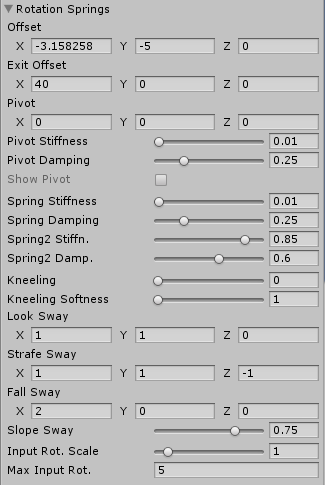 Rotation Springs
Offset
X -3.158258 Y -5 Z 0
Exit Offset
X 40 Y 0 Z 0
Pivot
X 0 Y 0 Z 0
Pivot Stiffness 0.01
Pivot Damping 0.25
Show Pivot
Spring Stiffness 0.01
Spring Damping 0.25
Spring2 Stiffn. 0.85
Spring2 Damp. 0.6
Kneeling 0
Kneeling Softness 1
Look Sway
X 1 Y 1 Z 0
Strafe Sway
X 1 Y 1 Z -1
Fall Sway
X 2 Y 0 Z 0
Slope Sway 0.75
Input Rot. Scale 1
Max Input Rot. 5